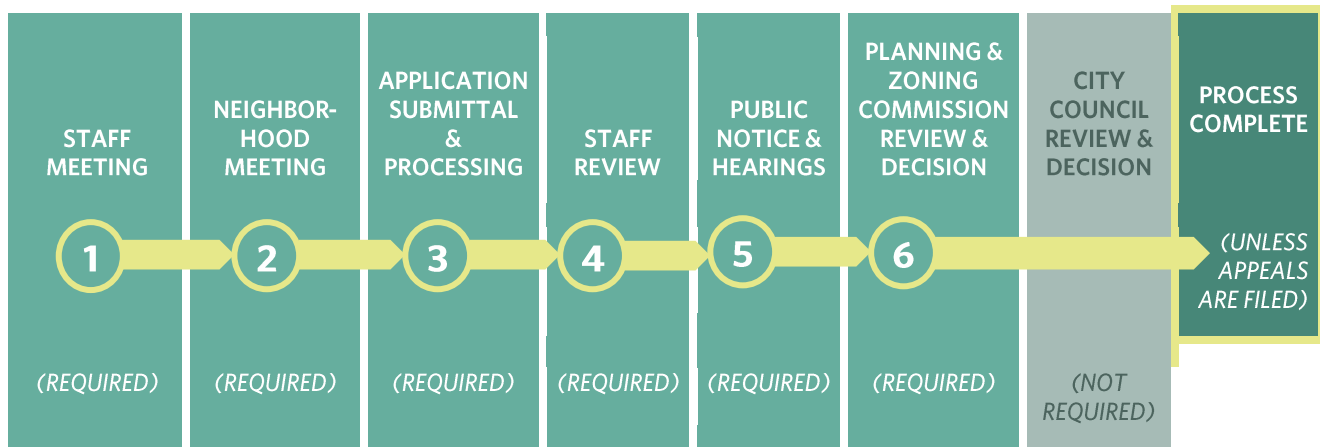 STAFF
MEETING
1
(REQUIRED)
NEIGHBOR-
HOOD
MEETING
2
(REQUIRED)
APPLICATION
SUBMITTAL
&
PROCESSING
3
(REQUIRED)
STAFF
REVIEW
4
(REQUIRED)
PUBLIC
NOTICE &
HEARINGS
5
(REQUIRED)
PLANNING &
ZONING
COMMISSION
REVIEW &
DECISION
6
(REQUIRED)
CITY
COUNCIL
REVIEW &
DECISION
(NOT
REQUIRED)
PROCESS
COMPLETE
(UNLESS
APPEALS
ARE FILED)